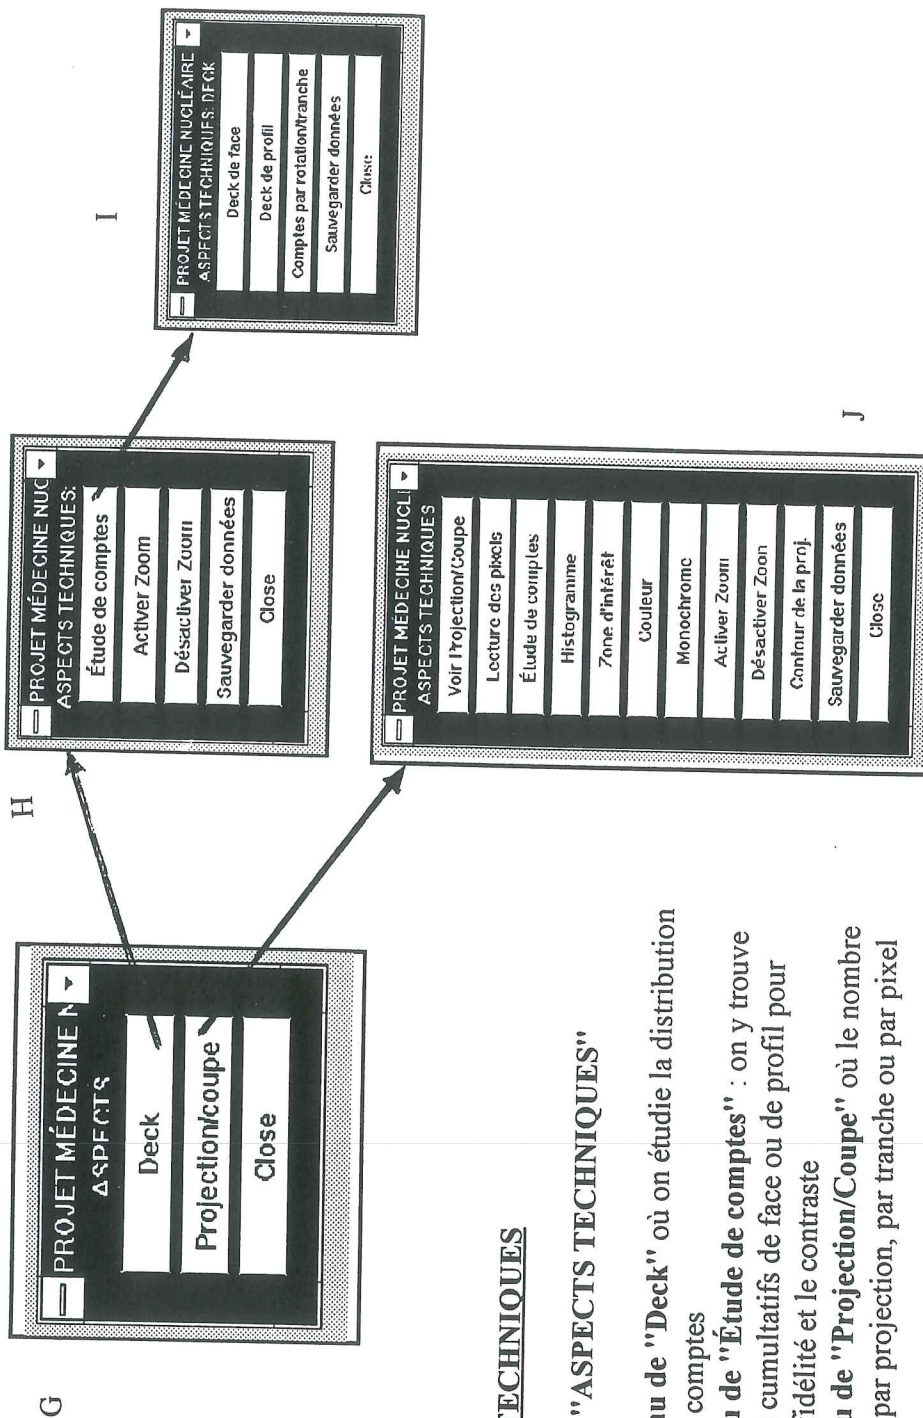 G
PROJET MÉDECINE N
ASPECTS
Deck
Projection/coupe
Close
H
PROJET MÉDECINE NUC
ASPECTS TECHNIQUES:
Étude de comptes
Activer Zoom
Désactiver Zoom
Sauvegarder données
Close
I
PROJET MÉDECINE NUCLÉAIRE
ASPECTS TECHNIQUES: DECK
Deck de face
Deck de profil
Comptes par rotation/tranche
Sauvegarder données
Close
J
PROJET MÉDECINE NUCLÉ
ASPECTS TECHNIQUES
Voir Projection/Coupe
Lecture des pixels
Étude de comptes
Histogramme
Zone d'intérêt
Couleur
Monochrome
Activer Zoom
Désactiver Zoon
Contour de la proj.
Sauvegarder données
Close
TECHNIQUES
"ASPECTS TECHNIQUES"
u de "Deck" où on étudie la distribution
comptes
u de "Étude de comptes" : on y trouve
cumultatifs de face ou de profil pour
fidélité et le contraste
u de "Projection/Coupe" où le nombre
par projection, par tranche ou par pixel